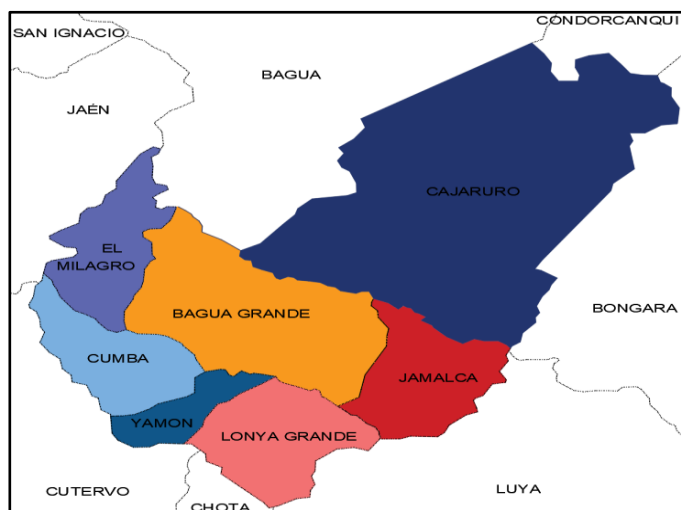 CONDORCANQUI
SAN IGNACIO
BAGUA
JAÉN
CAJARURO
EL
MILAGRO
BONGARA
BAGUA GRANDE
CUMBA
JAMALCA
YAMON
LONYA GRANDE
CUTERVO
LUYA
CHOTA